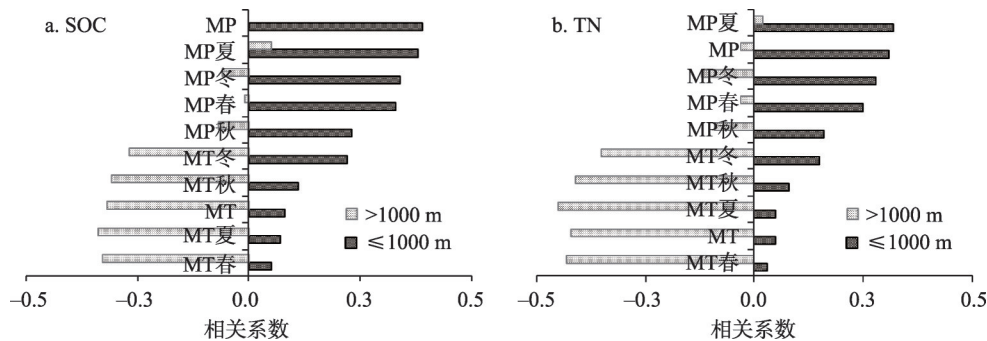 a. SOC
MP
MP夏
MP冬
MP春
MP秋
MT冬
MT秋
MT
MT夏
MT春
>1000 m
≤1000 m
−0.5
−0.3
0.0
0.3
0.5
相关系数
b. TN
MP夏
MP
MP冬
MP春
MP秋
MT冬
MT秋
MT夏
MT
MT春
>1000 m
≤1000 m
−0.5
−0.3
0.0
0.3
0.5
相关系数